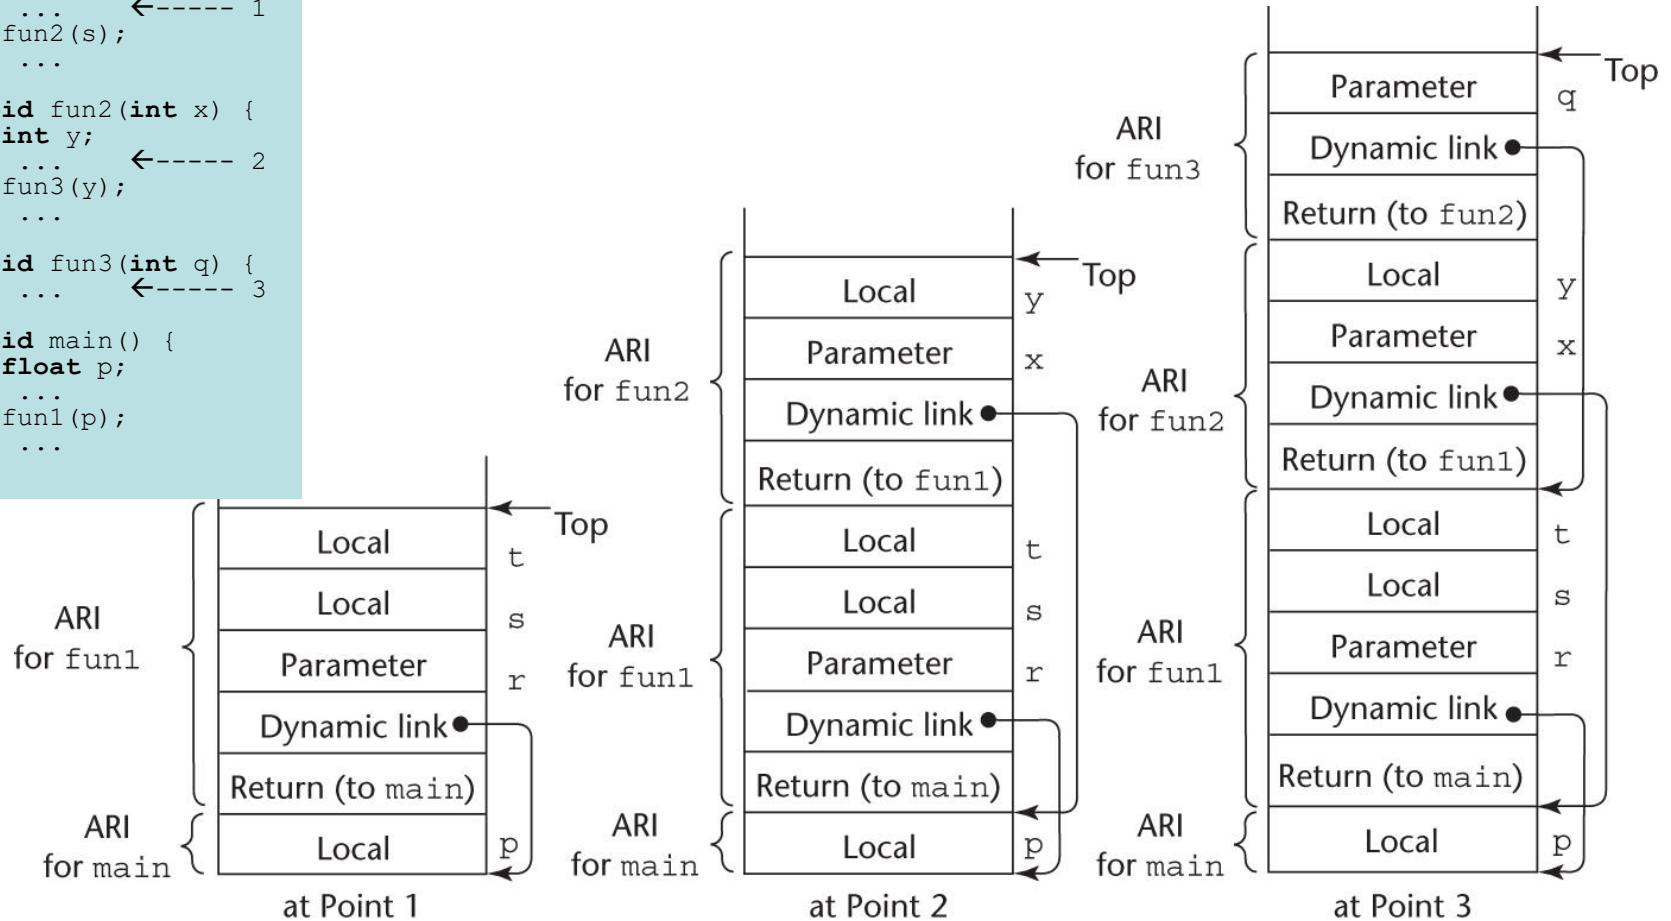 ... ←----- 1
fun2(s);
...
id fun2(int x) {
int y;
... ←----- 2
fun3(y);
...
id fun3(int q) {
... ←----- 3
id main() {
float p;
...
fun1(p);
...
Top
Local t
Local s
Parameter r
Dynamic link
Return (to main)
Local p
ARI
for fun1
ARI
for main
at Point 1
Top
Local y
Parameter x
Dynamic link
Return (to fun1)
Local t
Local s
Parameter r
Dynamic link
Return (to main)
Local p
ARI
for fun2
ARI
for fun1
ARI
for main
at Point 2
Top
Parameter q
Dynamic link
Return (to fun2)
Local y
Parameter x
Dynamic link
Return (to fun1)
Local t
Local s
Parameter r
Dynamic link
Return (to main)
Local p
ARI
for fun3
ARI
for fun2
ARI
for fun1
ARI
for main
at Point 3